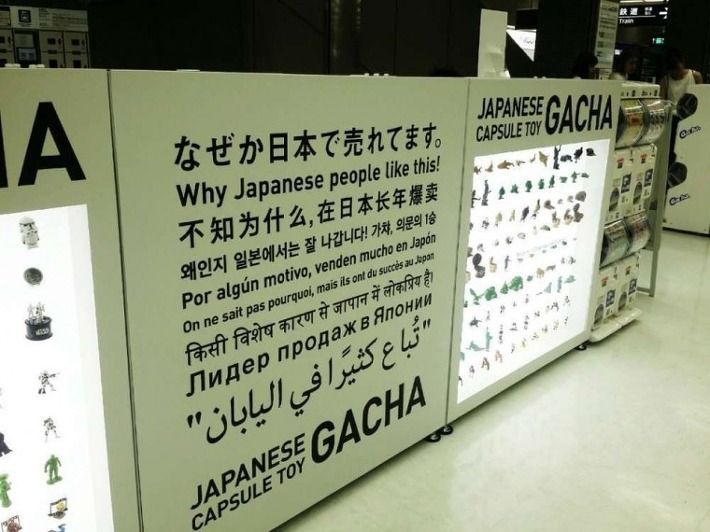 なぜか日本で売れてます。
Why Japanese people like this!
不知为什么，在日本长年爆卖
왜인지 일본에서는 잘 나갑니다! 가챠, 의문의 1승
Por algún motivo, venden mucho en Japón
On ne sait pas pourquoi, mais ils ont du succès au Japon
किसी विशेष कारण से जापान में लोकप्रिय है।
Лидер продаж в Японии
"تُباع كثيرًا في اليابان"
JAPANESE
CAPSULE TOY GACHA
JAPANESE
CAPSULE TOY GACHA
HA
鉄道
Train